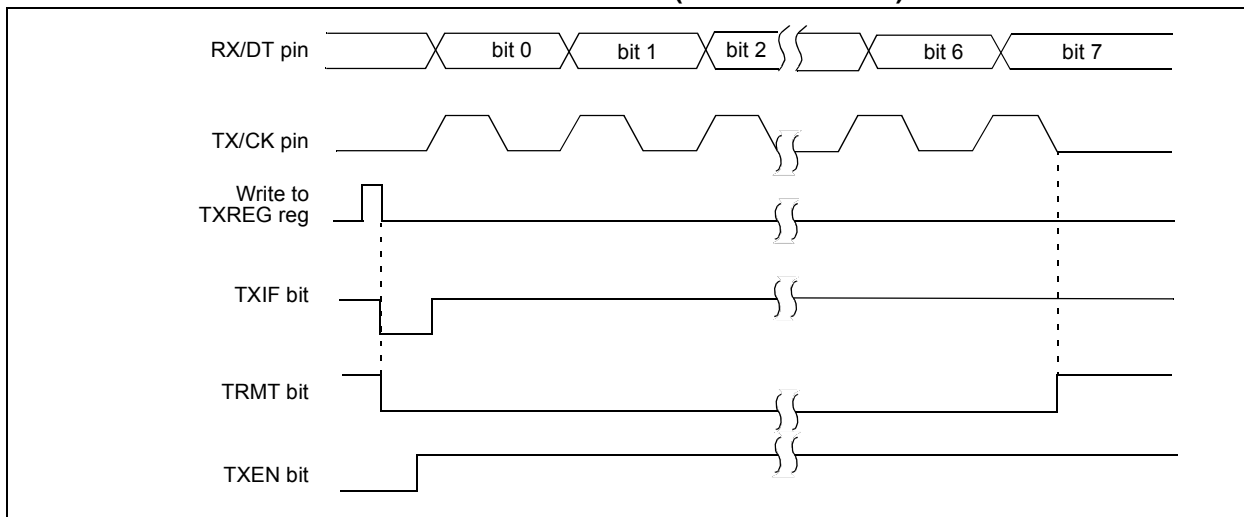 RX/DT pin
bit 0
bit 1
bit 2
bit 6
bit 7
TX/CK pin
Write to
TXREG reg
TXIF bit
TRMT bit
TXEN bit